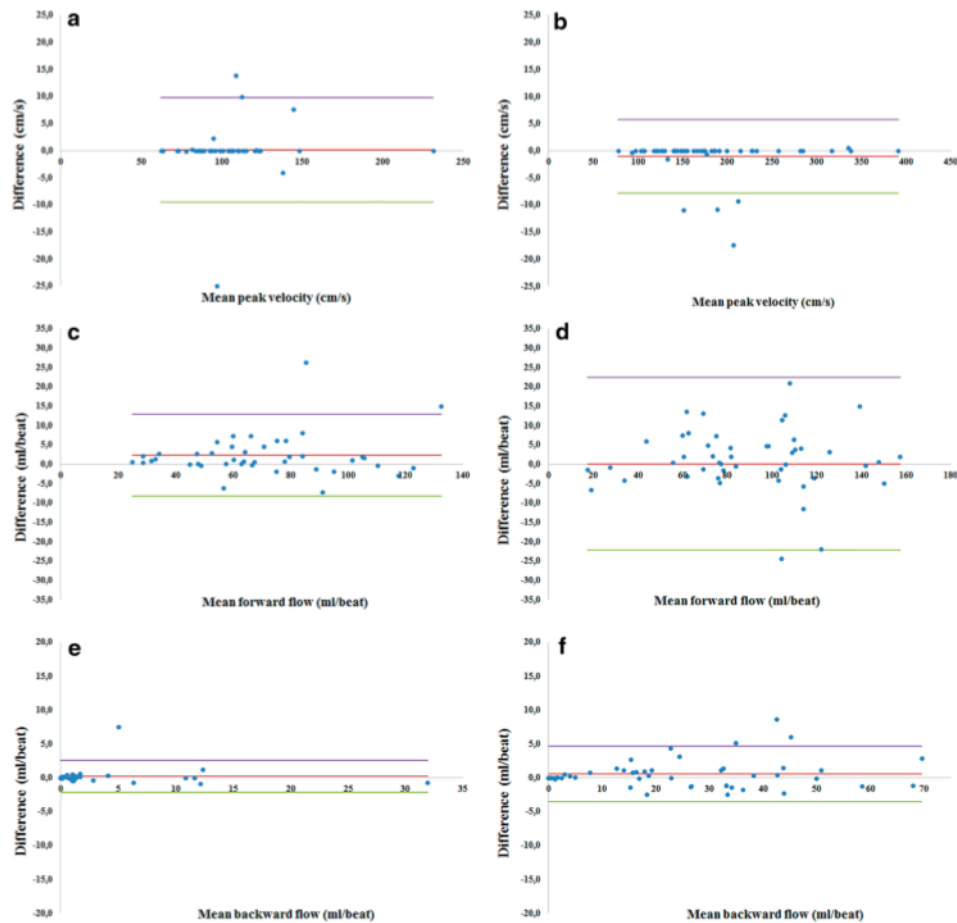 a
25,0
20,0
15,0
10,0
5,0
0,0
-5,0
-10,0
-15,0
-20,0
-25,0
0 50 100 150 200 250
Difference (cm/s)
Mean peak velocity (cm/s)
b
25,0
20,0
15,0
10,0
5,0
0,0
-5,0
-10,0
-15,0
-20,0
-25,0
0 50 100 150 200 250 300 350 400 450
Difference (cm/s)
Mean peak velocity (cm/s)
c
35,0
30,0
25,0
20,0
15,0
10,0
5,0
0,0
-5,0
-10,0
-15,0
-20,0
-25,0
-30,0
-35,0
0 20 40 60 80 100 120 140
Difference (ml/beat)
Mean forward flow (ml/beat)
d
35,0
30,0
25,0
20,0
15,0
10,0
5,0
0,0
-5,0
-10,0
-15,0
-20,0
-25,0
-30,0
-35,0
0 20 40 60 80 100 120 140 160 180
Difference (ml/beat)
Mean forward flow (ml/beat)
e
20,0
15,0
10,0
5,0
0,0
-5,0
-10,0
-15,0
-20,0
0 5 10 15 20 25 30 35
Difference (ml/beat)
Mean backward flow (ml/beat)
f
20,0
15,0
10,0
5,0
0,0
-5,0
-10,0
-15,0
-20,0
0 10 20 30 40 50 60 70
Difference (ml/beat)
Mean backward flow (ml/beat)